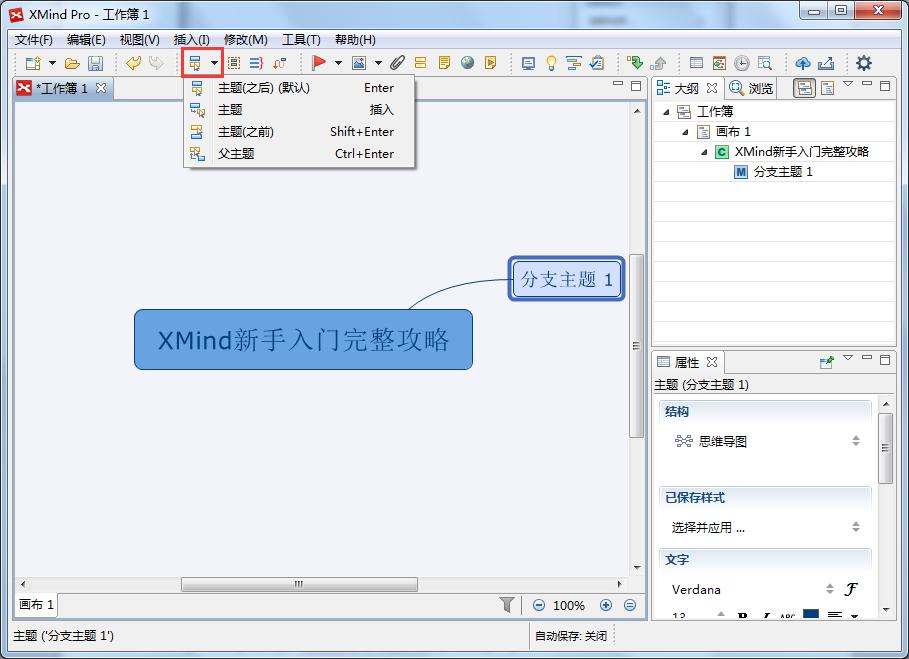 XMind Pro - 工作簿 1
文件(F) 编辑(E) 视图(V) 插入(I) 修改(M) 工具(T) 帮助(H)
*工作簿 1
主题(之后) (默认) Enter
主题 插入
主题(之前) Shift+Enter
父主题 Ctrl+Enter
分支主题 1
XMind新手入门完整攻略
画布 1
100%
主题 ('分支主题 1')
自动保存: 关闭
大纲 浏览
工作簿
画布 1
C XMind新手入门完整攻略
M 分支主题 1
属性
主题 (分支主题 1)
结构
思维导图
已保存样式
选择并应用 ...
文字
Verdana
13 B I ABC